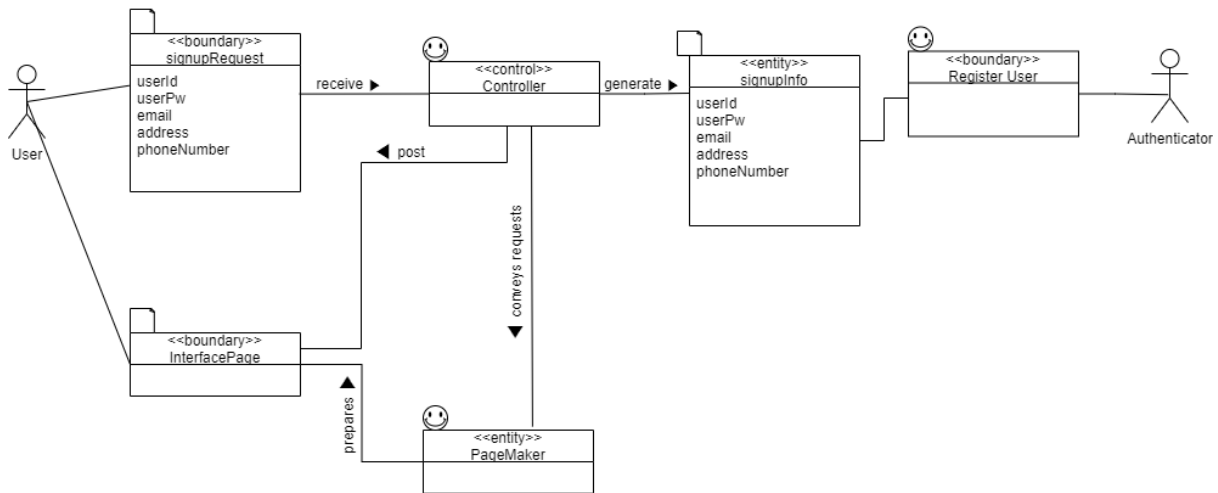 <<boundary>>
signupRequest
userId
userPw
email
address
phoneNumber
User
receive
<<control>>
Controller
generate
<<entity>>
signupInfo
userId
userPw
email
address
phoneNumber
<<boundary>>
Register User
Authenticator
post
conveys requests
<<boundary>>
InterfacePage
prepares
<<entity>>
PageMaker